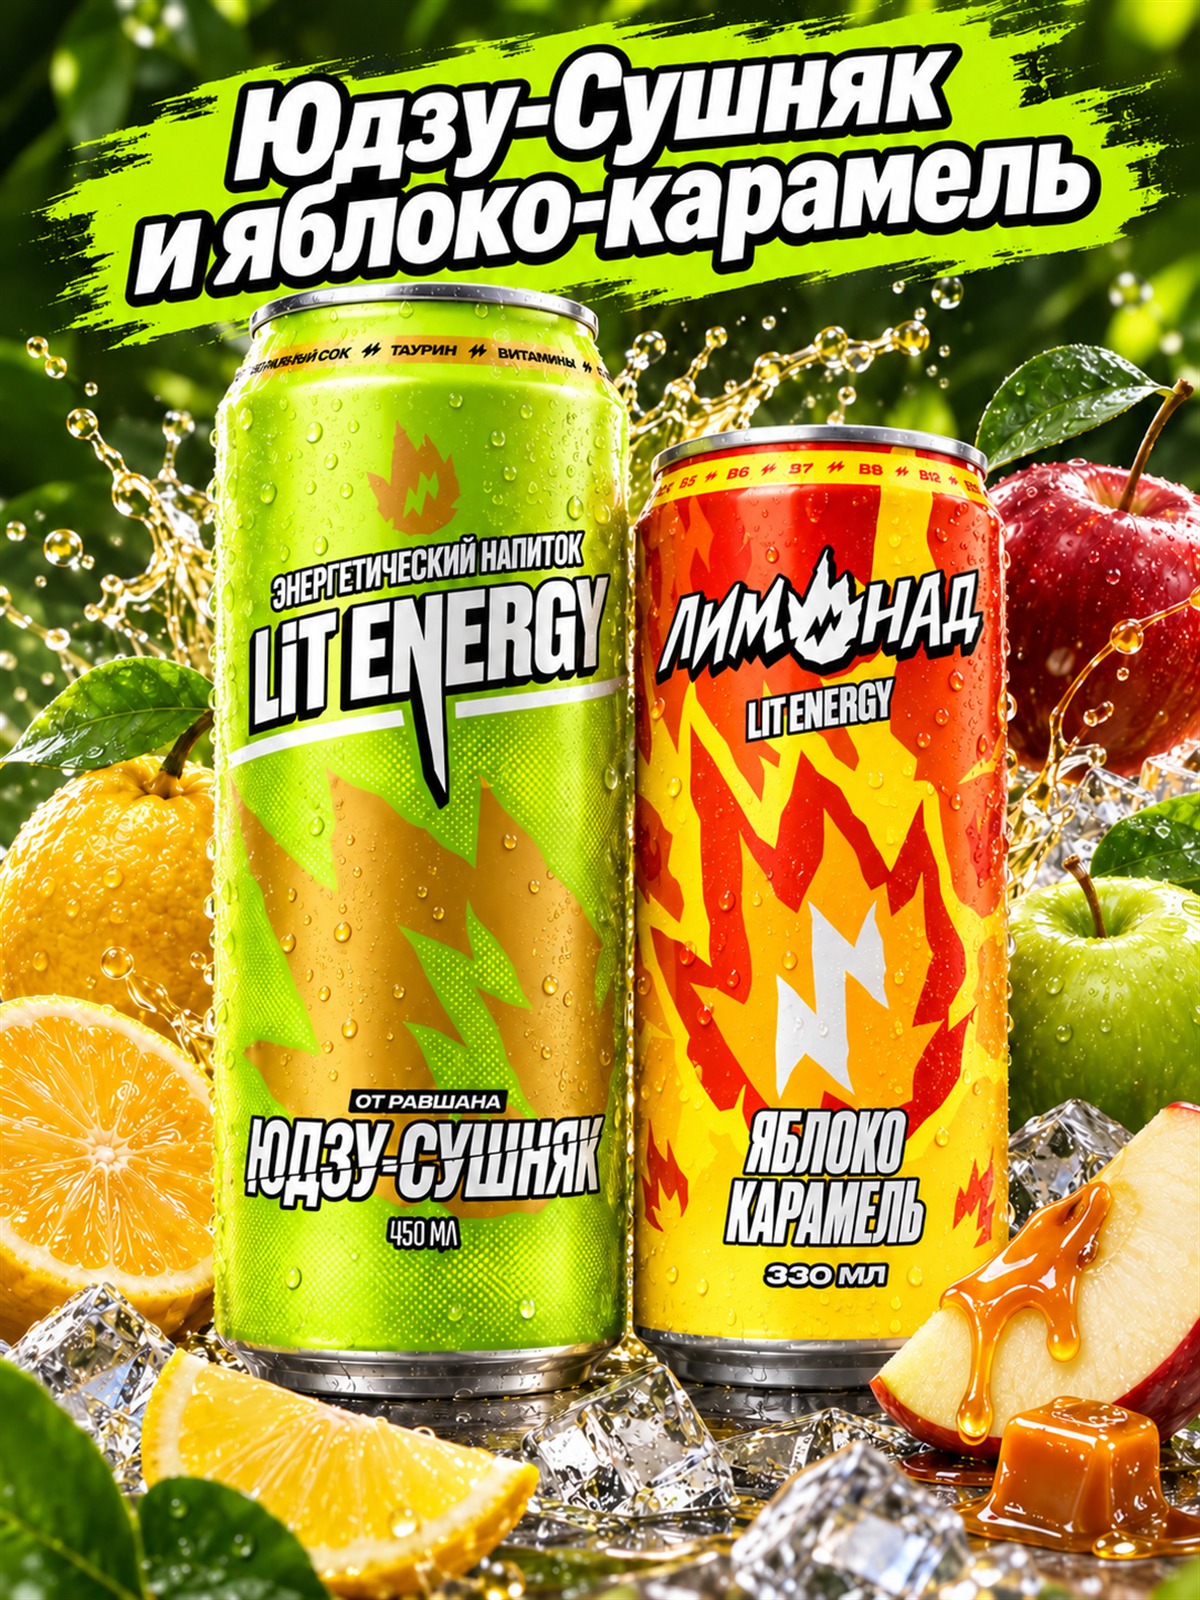 Юдзу-Сушняк
и яблоко-карамель
СОК ТАУРИН ВИТАМИНЫ
ЭНЕРГЕТИЧЕСКИЙ НАПИТОК
LiT ENERGY
ОТ РАВШАНА
ЮДЗУ-СУШНЯК
450 МЛ
B5 B6 B7 B8 B12
ЛИМОНАД
LIT ENERGY
ЯБЛОКО
КАРАМЕЛЬ
330 МЛ